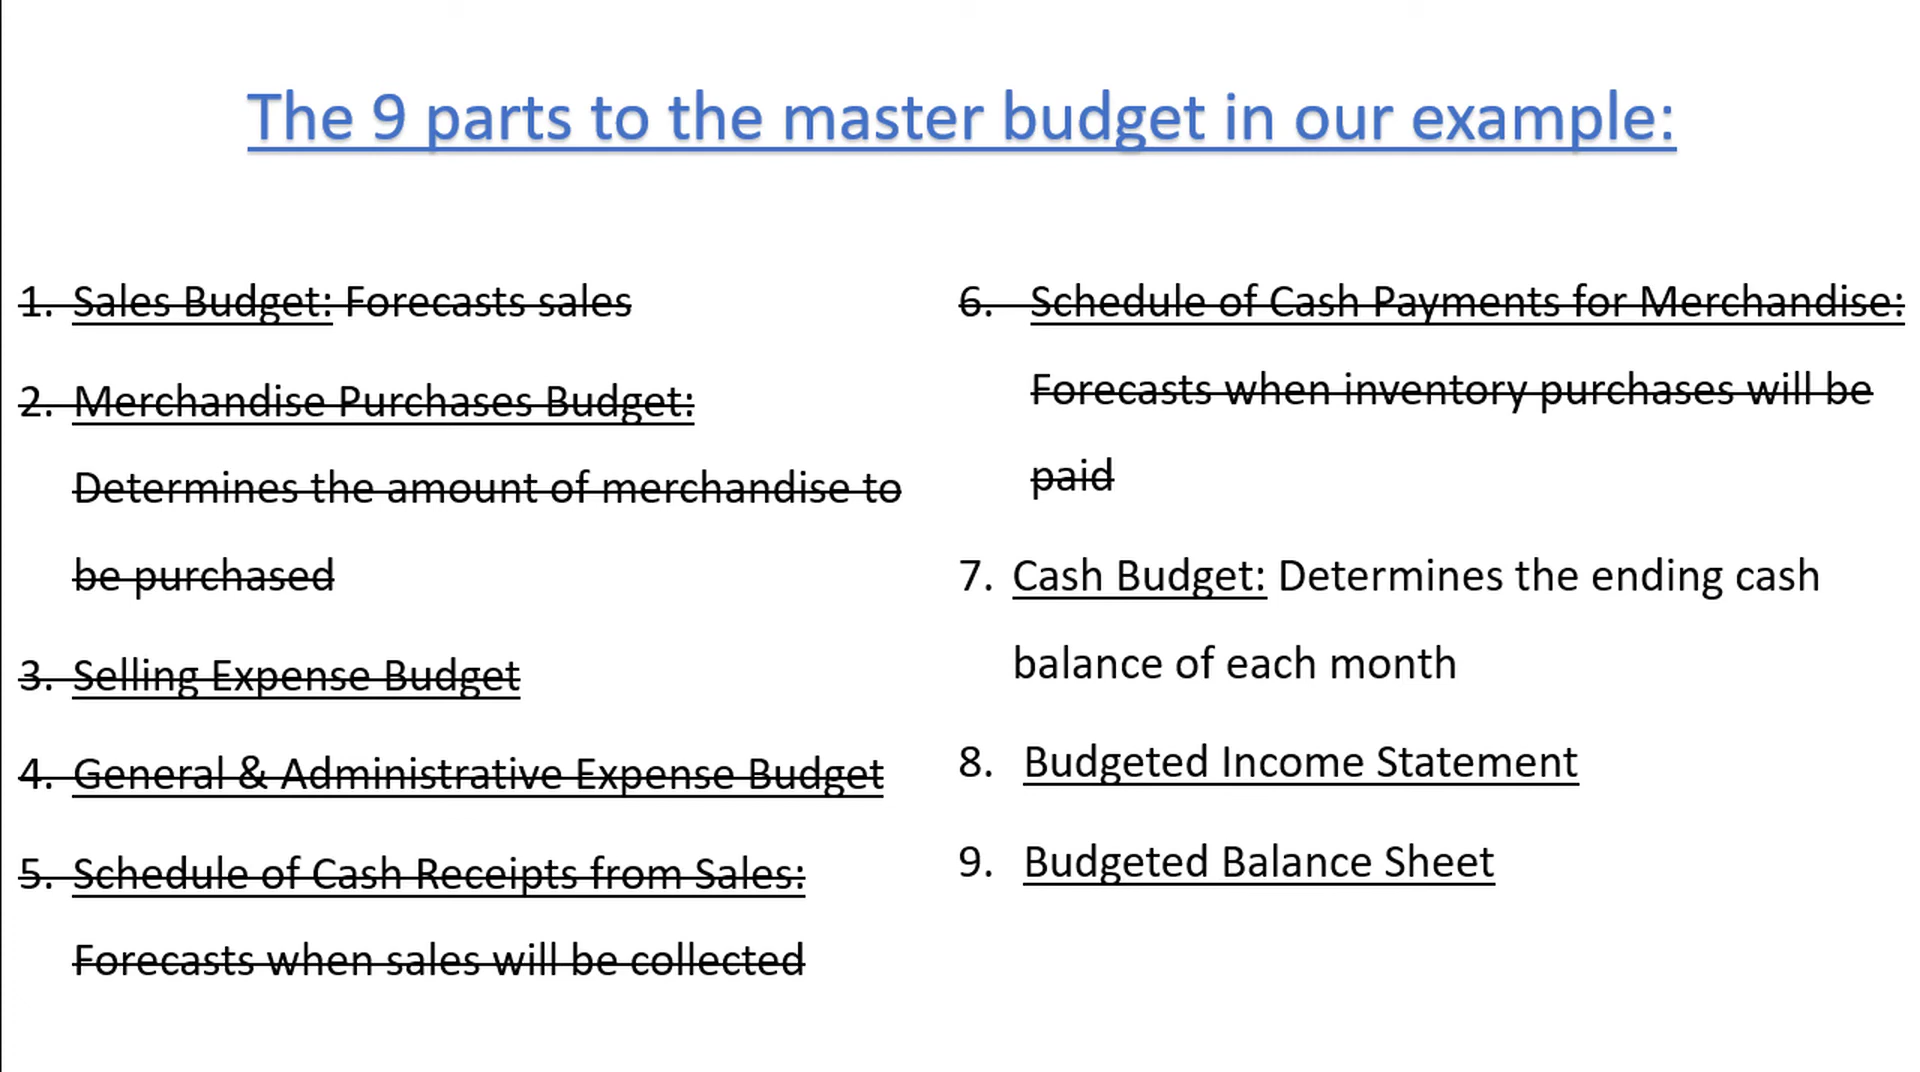 The 9 parts to the master budget in our example:
1. Sales Budget: Forecasts sales
2. Merchandise Purchases Budget:
Determines the amount of merchandise to
be purchased
3. Selling Expense Budget
4. General & Administrative Expense Budget
5. Schedule of Cash Receipts from Sales:
Forecasts when sales will be collected
6. Schedule of Cash Payments for Merchandise:
Forecasts when inventory purchases will be
paid
7. Cash Budget: Determines the ending cash
balance of each month
8. Budgeted Income Statement
9. Budgeted Balance Sheet